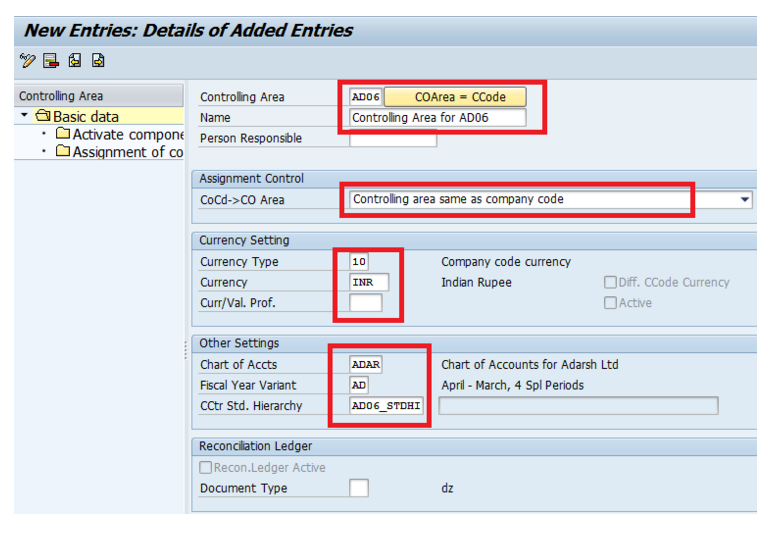 New Entries: Details of Added Entries
Controlling Area
Basic data
Activate compone
Assignment of co
Controlling Area AD06 COArea = CCode
Name Controlling Area for AD06
Person Responsible
Assignment Control
CoCd->CO Area Controlling area same as company code
Currency Setting
Currency Type 10 Company code currency
Currency INR Indian Rupee Diff. CCode Currency
Curr/Val. Prof. Active
Other Settings
Chart of Accts ADAR Chart of Accounts for Adarsh Ltd
Fiscal Year Variant AD April - March, 4 Spl Periods
CCtr Std. Hierarchy AD06_STDHI
Reconciliation Ledger
Recon.Ledger Active
Document Type dz